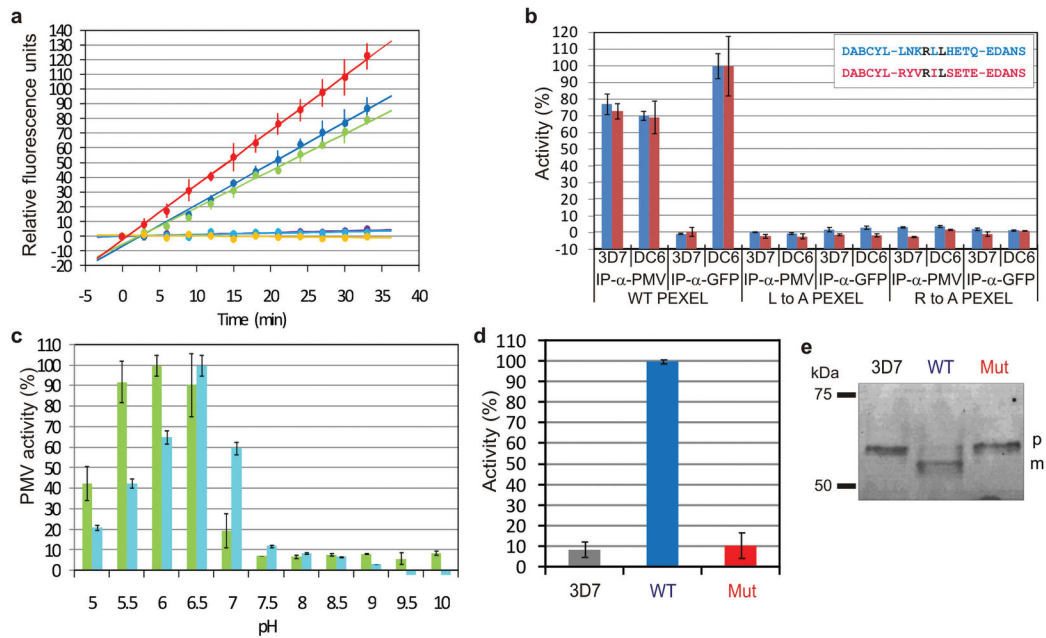 a
Relative fluorescence units
140
130
120
110
100
90
80
70
60
50
40
30
20
10
0
-10
-20
-5 0 5 10 15 20 25 30 35 40
Time (min)
b
Activity (%)
120
110
100
90
80
70
60
50
40
30
20
10
0
-10
DABCYL-LNKRLLHETQ-EDANS
DABCYL-RYVRILSETE-EDANS
3D7 DC6 3D7 DC6 3D7 DC6 3D7 DC6 3D7 DC6 3D7 DC6
IP-α-PMV IP-α-GFP IP-α-PMV IP-α-GFP IP-α-PMV IP-α-GFP
WT PEXEL L to A PEXEL R to A PEXEL
c
PMV activity (%)
110
100
90
80
70
60
50
40
30
20
10
0
5 5.5 6 6.5 7 7.5 8 8.5 9 9.5 10
pH
d
Activity (%)
110
100
90
80
70
60
50
40
30
20
10
0
3D7 WT Mut
e
kDa 3D7 WT Mut
75
p
m
50